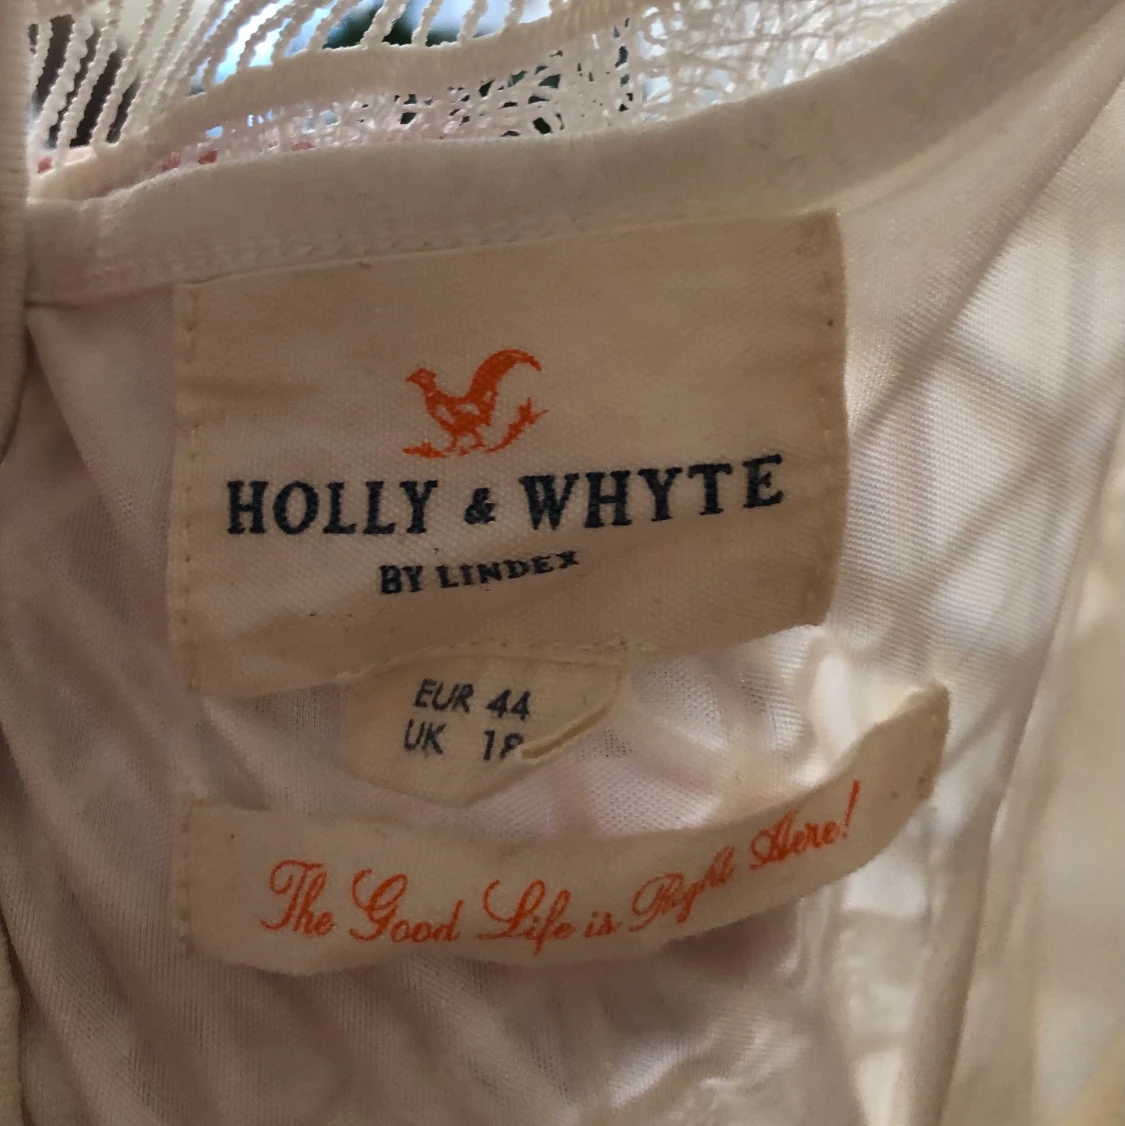 HOLLY & WHYTE
BY LINDEX
EUR 44
UK 18
The Good Life is Right Here!